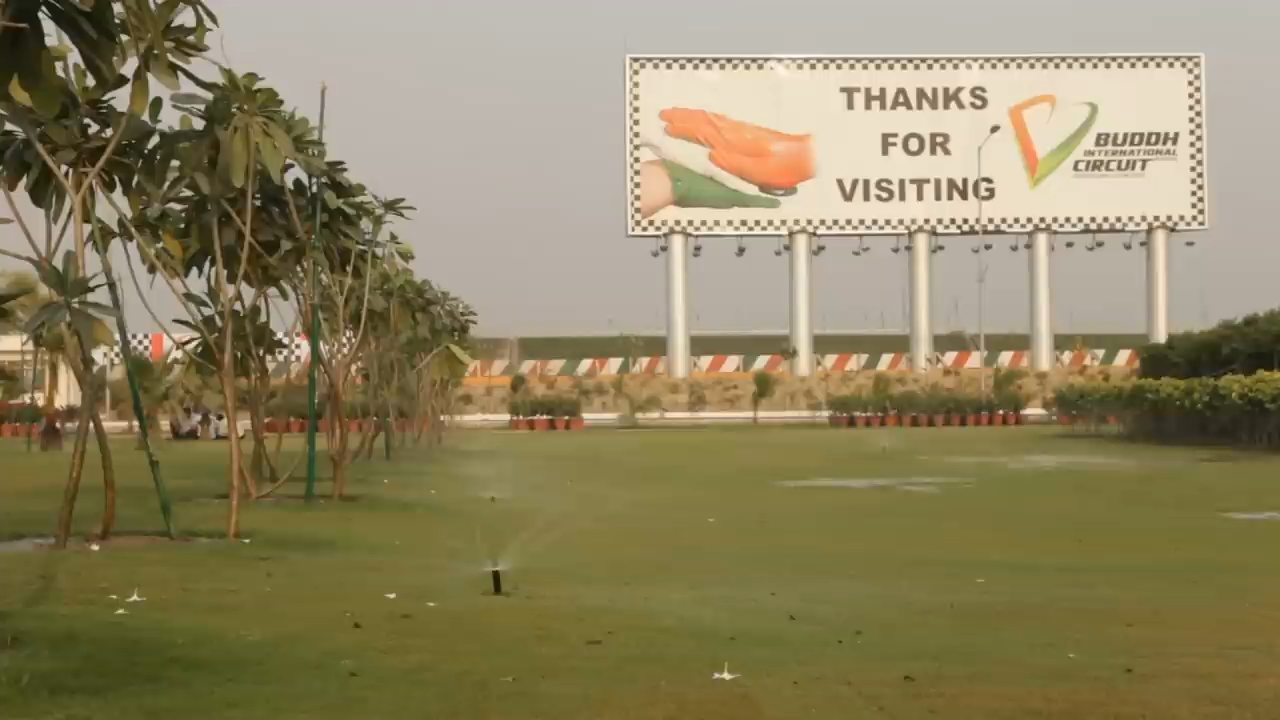 THANKS
FOR
VISITING
BUDDH
INTERNATIONAL
CIRCUIT